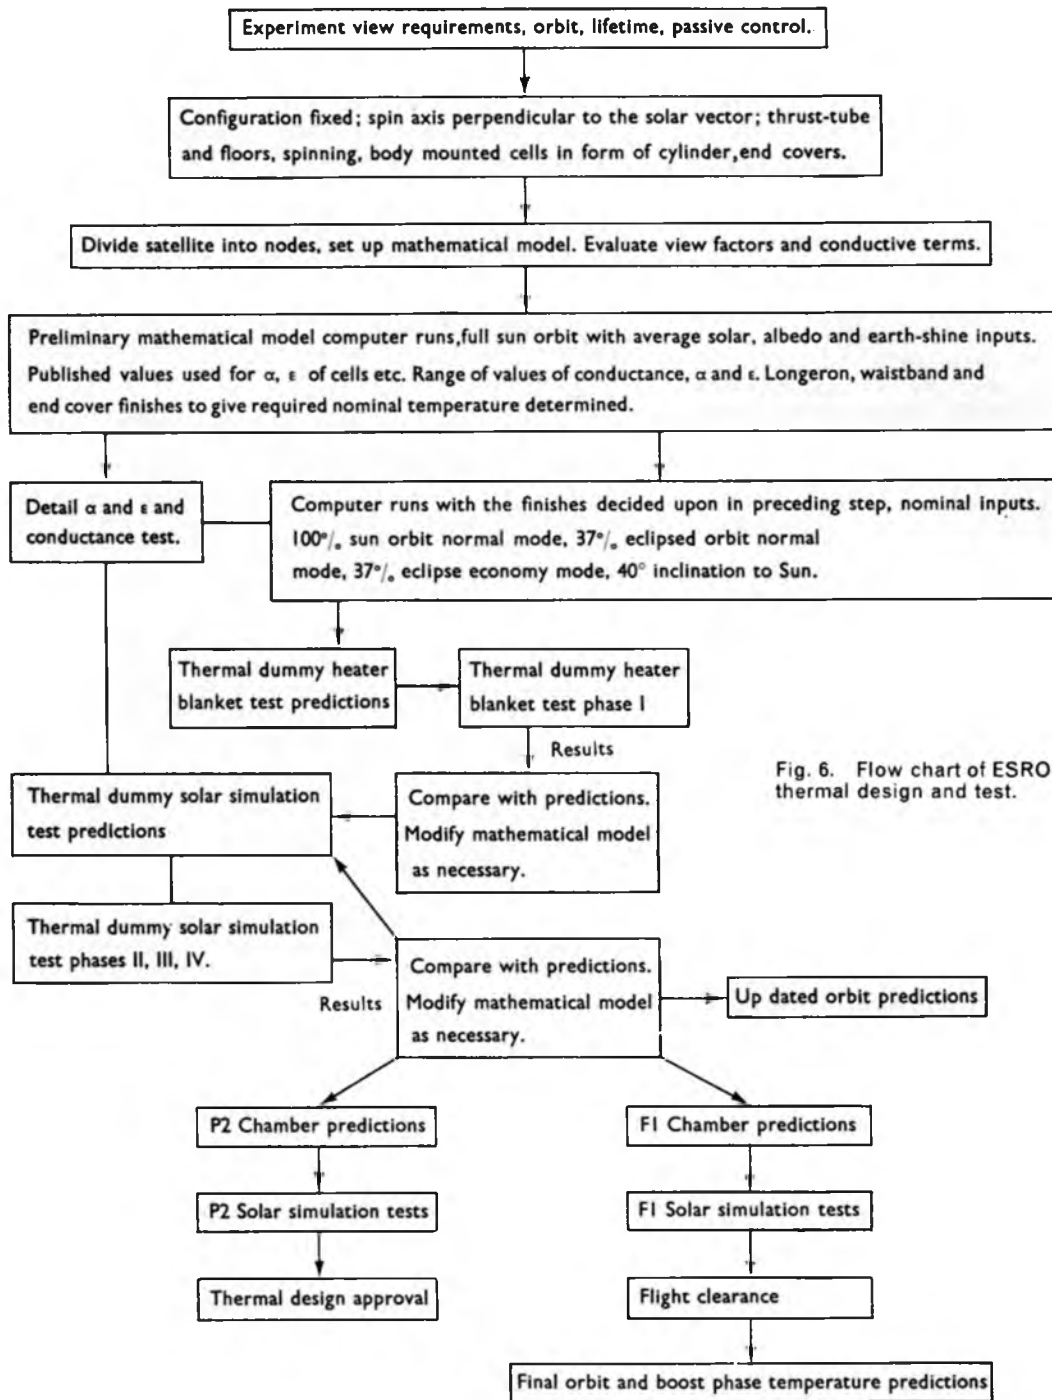 Experiment view requirements, orbit, lifetime, passive control.
Configuration fixed; spin axis perpendicular to the solar vector; thrust-tube
and floors, spinning, body mounted cells in form of cylinder,end covers.
Divide satellite into nodes, set up mathematical model. Evaluate view factors and conductive terms.
Preliminary mathematical model computer runs,full sun orbit with average solar, albedo and earth-shine inputs.
Published values used for α, ε of cells etc. Range of values of conductance, α and ε. Longeron, waistband and
end cover finishes to give required nominal temperature determined.
Detail α and ε and
conductance test.
Computer runs with the finishes decided upon in preceding step, nominal inputs.
100% sun orbit normal mode, 37% eclipsed orbit normal
mode, 37% eclipse economy mode, 40° inclination to Sun.
Thermal dummy heater
blanket test predictions
Thermal dummy heater
blanket test phase I
Results
Fig. 6. Flow chart of ESRO
thermal design and test.
Thermal dummy solar simulation
test predictions
Compare with predictions.
Modify mathematical model
as necessary.
Thermal dummy solar simulation
test phases II, III, IV.
Results
Compare with predictions.
Modify mathematical model
as necessary.
Up dated orbit predictions
P2 Chamber predictions
F1 Chamber predictions
P2 Solar simulation tests
F1 Solar simulation tests
Thermal design approval
Flight clearance
Final orbit and boost phase temperature predictions